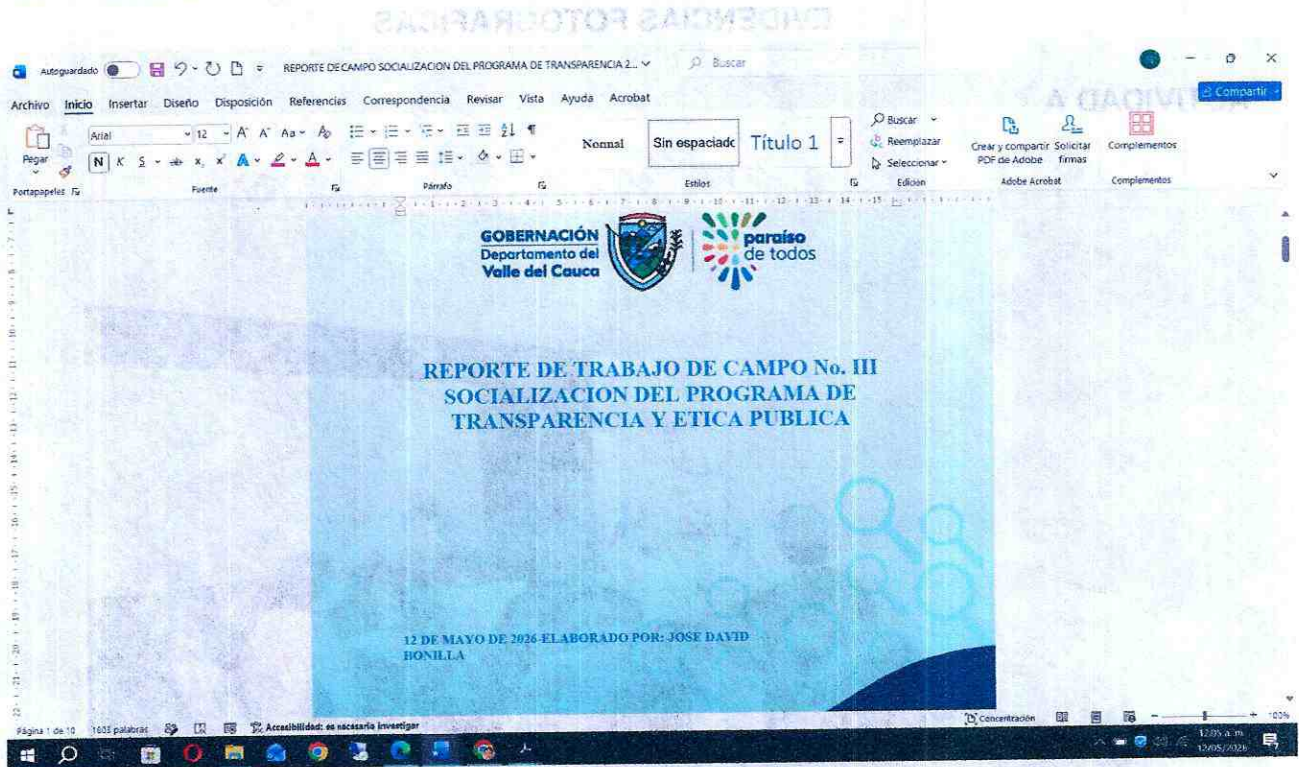 EVIDENCIAS FOTOGRAFICAS
ACTIVIDAD A
Autoguardado
REPORTE DE CAMPO SOCIALIZACION DEL PROGRAMA DE TRANSPARENCIA 2...
Buscar
Archivo Inicio Insertar Diseño Disposición Referencias Correspondencia Revisar Vista Ayuda Acrobat
Compartir
Pegar
Arial 12
N K S
Normal
Sin espaciadc
Título 1
Buscar
Reemplazar
Seleccionar
Crear y compartir PDF de Adobe
Solicitar firmas
Complementos
Portapapeles Fuente Párrafo Estilos Edición Adobe Acrobat Complementos
GOBERNACIÓN
Departamento del
Valle del Cauca
paraíso
de todos
REPORTE DE TRABAJO DE CAMPO No. III
SOCIALIZACION DEL PROGRAMA DE
TRANSPARENCIA Y ETICA PUBLICA
12 DE MAYO DE 2026 ELABORADO POR: JOSE DAVID
BONILLA
Página 1 de 10 1603 palabras Accesibilidad: es necesario investigar
Concentración 100%
12:05 a. m.
12/05/2026